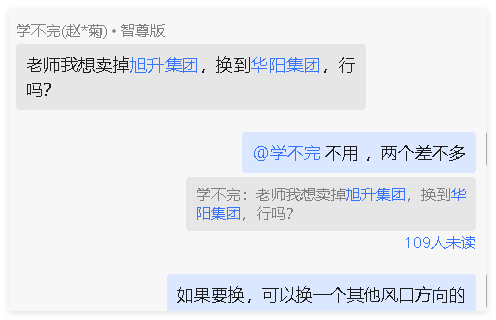 学不完(赵*菊) • 智尊版
老师我想卖掉旭升集团，换到华阳集团，行
吗?
@学不完 不用 ，两个差不多
学不完：老师我想卖掉旭升集团，换到华
阳集团，行吗?
109人未读
如果要换，可以换一个其他风口方向的